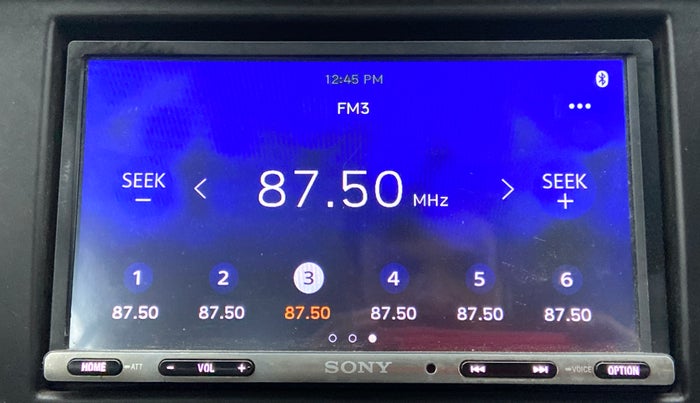 12:45 PM
FM3
•••
SEEK − < 87.50 MHz > SEEK +
1 2 3 4 5 6
87.50 87.50 87.50 87.50 87.50 87.50
HOME ATT − VOL + SONY VOICE OPTION